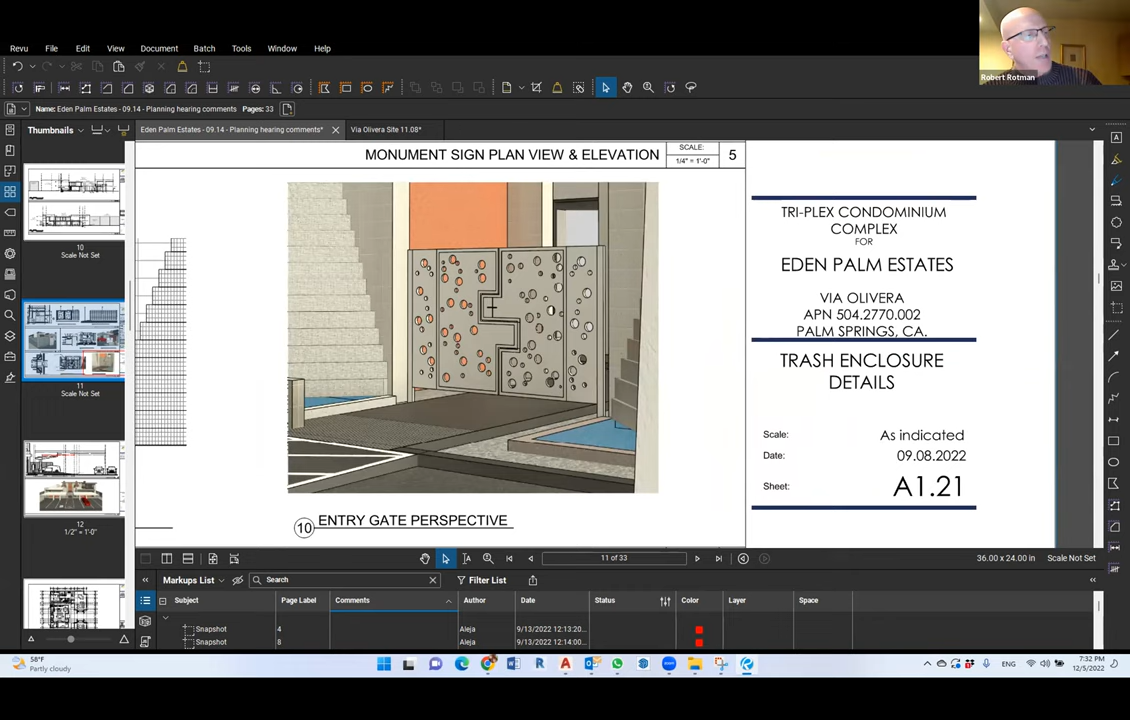 Robert Rotman
Revu File Edit View Document Batch Tools Window Help
Name: Eden Palm Estates - 09.14 - Planning hearing comments Pages: 33
Thumbnails
Eden Palm Estates - 09.14 - Planning hearing comments*
Via Olivera Site 11.08*
10
Scale Not Set
11
Scale Not Set
12
1/2" = 1'-0"
MONUMENT SIGN PLAN VIEW & ELEVATION
SCALE:
1/4" = 1'-0"
5
10 ENTRY GATE PERSPECTIVE
TRI-PLEX CONDOMINIUM
COMPLEX
FOR
EDEN PALM ESTATES
VIA OLIVERA
APN 504.2770.002
PALM SPRINGS, CA.
TRASH ENCLOSURE
DETAILS
Scale: As indicated
Date: 09.08.2022
Sheet: A1.21
11 of 33
36.00 x 24.00 in
Scale Not Set
Markups List
Search
Filter List
Subject Page Label Comments Author Date Status Color Layer Space
Snapshot 4 Aleja 9/13/2022 12:13:20...
Snapshot 8 Aleja 9/13/2022 12:14:00...
58°F
Partly cloudy
ENG
7:32 PM
12/5/2022